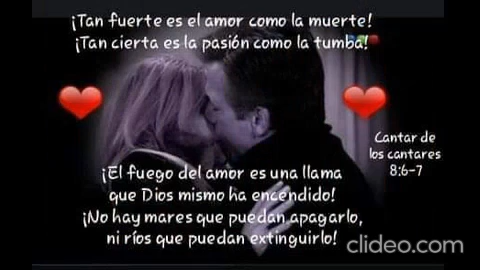 ¡Tan fuerte es el amor como la muerte!
¡Tan cierta es la pasión como la tumba!
Cantar de
los cantares
8:6-7
¡El fuego del amor es una llama
que Dios mismo ha encendido!
¡No hay mares que puedan apagarlo,
ni ríos que puedan extinguirlo!
clideo.com